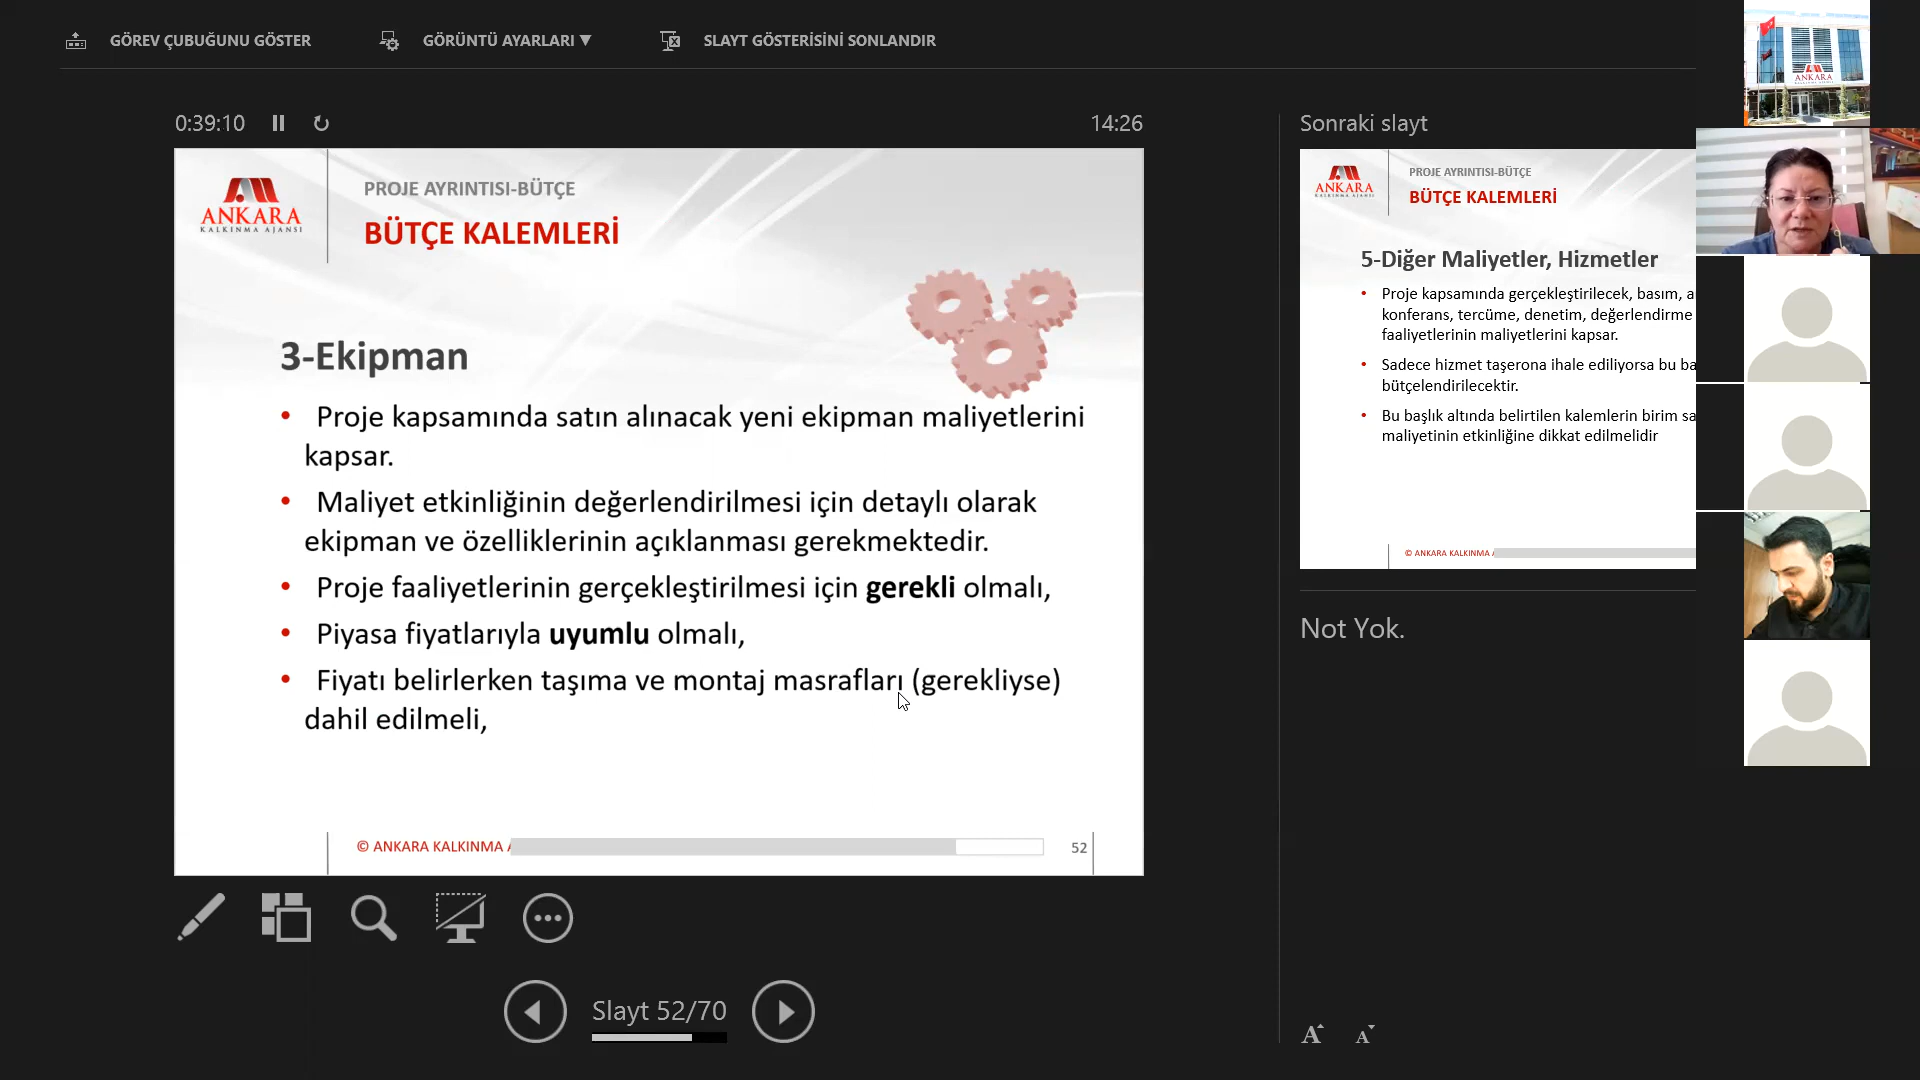 GÖREV ÇUBUĞUNU GÖSTER
GÖRÜNTÜ AYARLARI ▼
SLAYT GÖSTERİSİNİ SONLANDIR
0:39:10
14:26
ANKARA
KALKINMA AJANSI
PROJE AYRINTISI-BÜTÇE
BÜTÇE KALEMLERİ
3-Ekipman
• Proje kapsamında satın alınacak yeni ekipman maliyetlerini
kapsar.
• Maliyet etkinliğinin değerlendirilmesi için detaylı olarak
ekipman ve özelliklerinin açıklanması gerekmektedir.
• Proje faaliyetlerinin gerçekleştirilmesi için gerekli olmalı,
• Piyasa fiyatlarıyla uyumlu olmalı,
• Fiyatı belirlerken taşıma ve montaj masrafları (gerekliyse)
dahil edilmeli,
© ANKARA KALKINMA
52
Slayt 52/70
Sonraki slayt
ANKARA
KALKINMA AJANSI
PROJE AYRINTISI-BÜTÇE
BÜTÇE KALEMLERİ
5-Diğer Maliyetler, Hizmetler
• Proje kapsamında gerçekleştirilecek, basım, a
konferans, tercüme, denetim, değerlendirme
faaliyetlerinin maliyetlerini kapsar.
• Sadece hizmet taşerona ihale ediliyorsa bu ba
bütçelendirilecektir.
• Bu başlık altında belirtilen kalemlerin birim sa
maliyetinin etkinliğine dikkat edilmelidir
© ANKARA KALKINMA
Not Yok.
A A
ANKARA